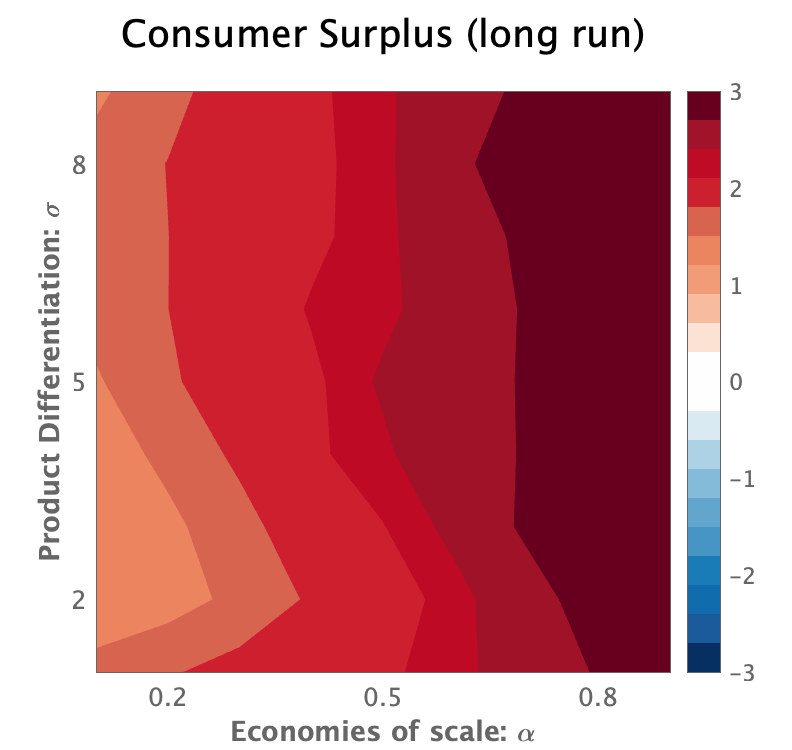 Consumer Surplus (long run)
Product Differentiation: σ
8
5
2
0.2 0.5 0.8
Economies of scale: α
3
2
1
0
−1
−2
−3